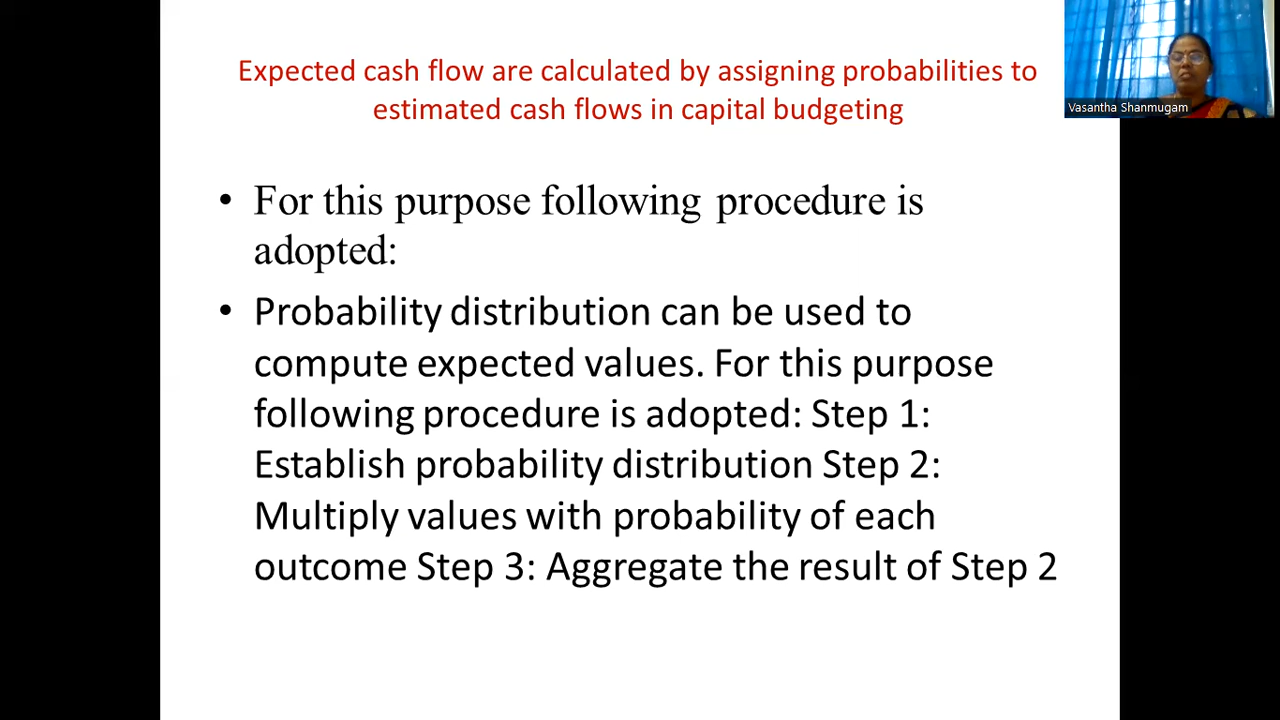 Expected cash flow are calculated by assigning probabilities to
estimated cash flows in capital budgeting
Vasantha Shanmugam
• For this purpose following procedure is
adopted:
• Probability distribution can be used to
compute expected values. For this purpose
following procedure is adopted: Step 1:
Establish probability distribution Step 2:
Multiply values with probability of each
outcome Step 3: Aggregate the result of Step 2